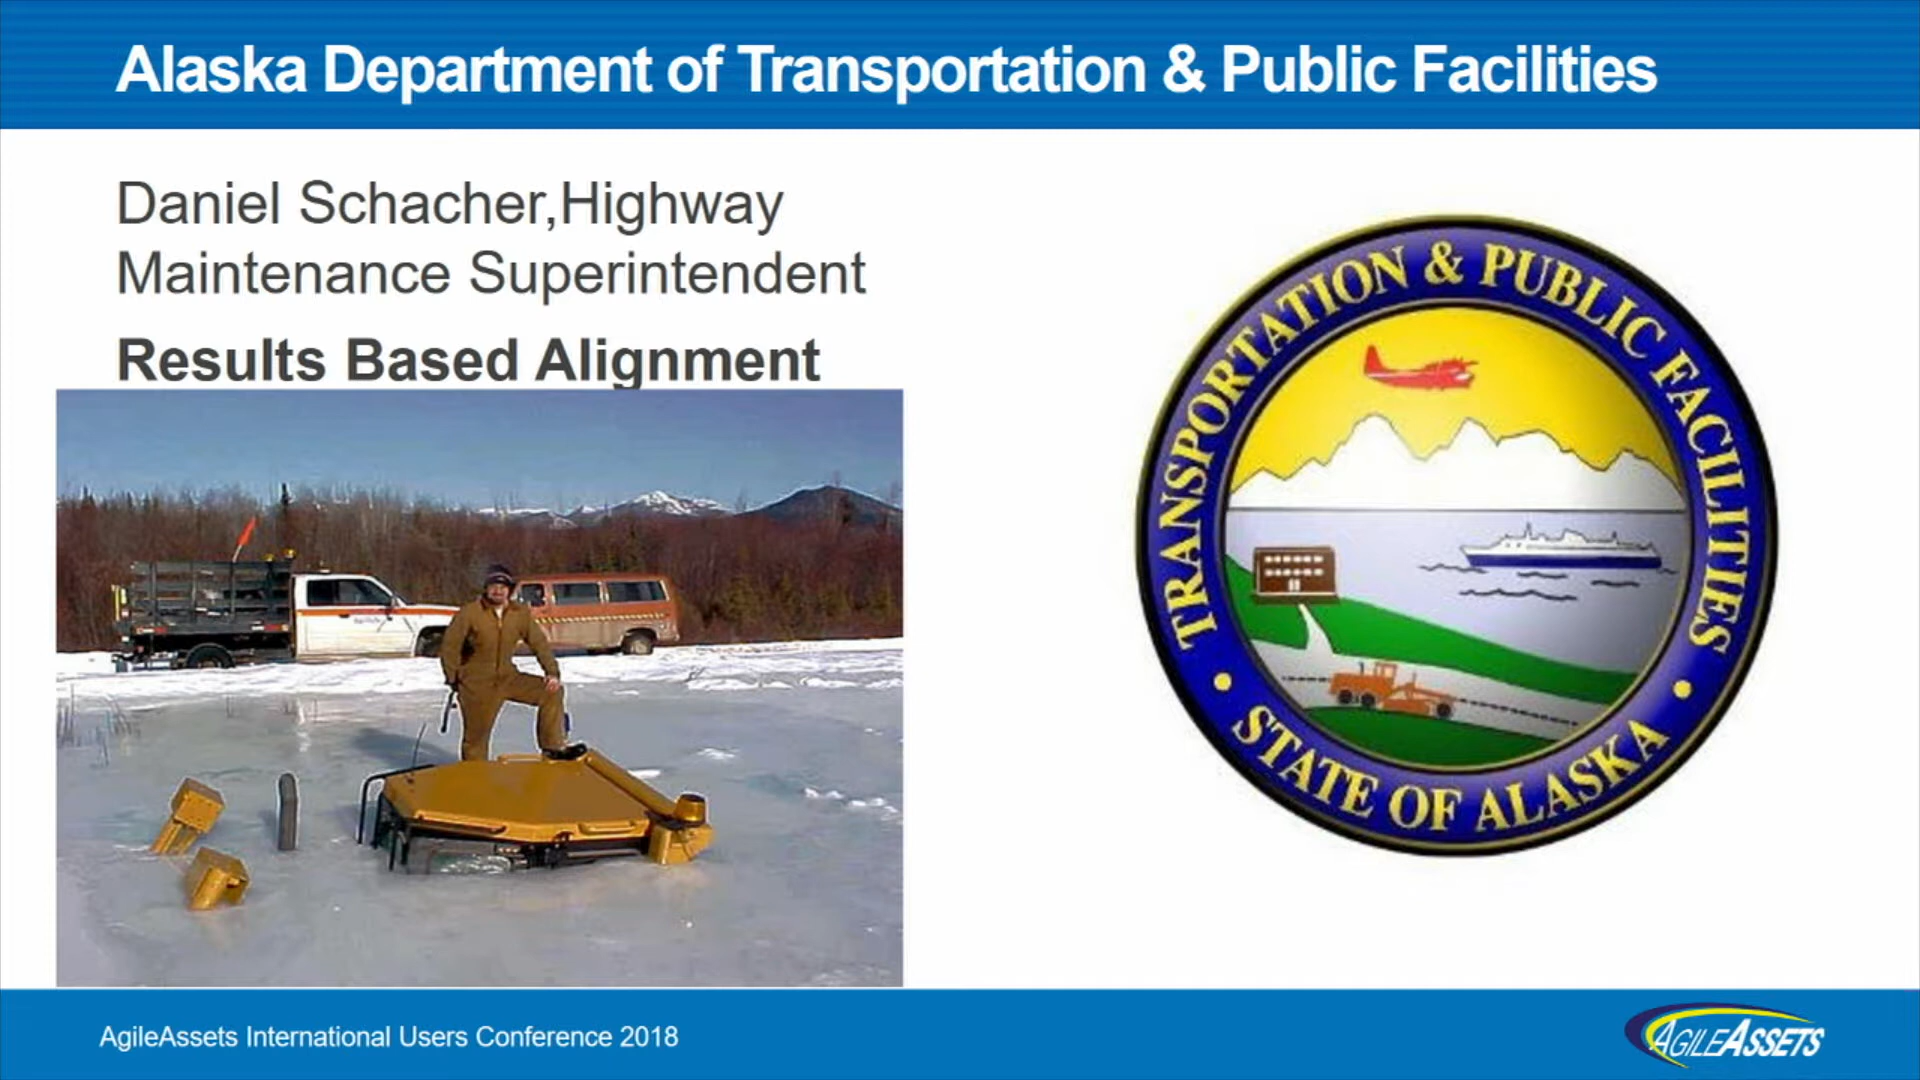 Alaska Department of Transportation & Public Facilities
Daniel Schacher,Highway
Maintenance Superintendent
Results Based Alignment
TRANSPORTATION & PUBLIC FACILITIES
• STATE OF ALASKA •
AgileAssets International Users Conference 2018
AGILEASSETS